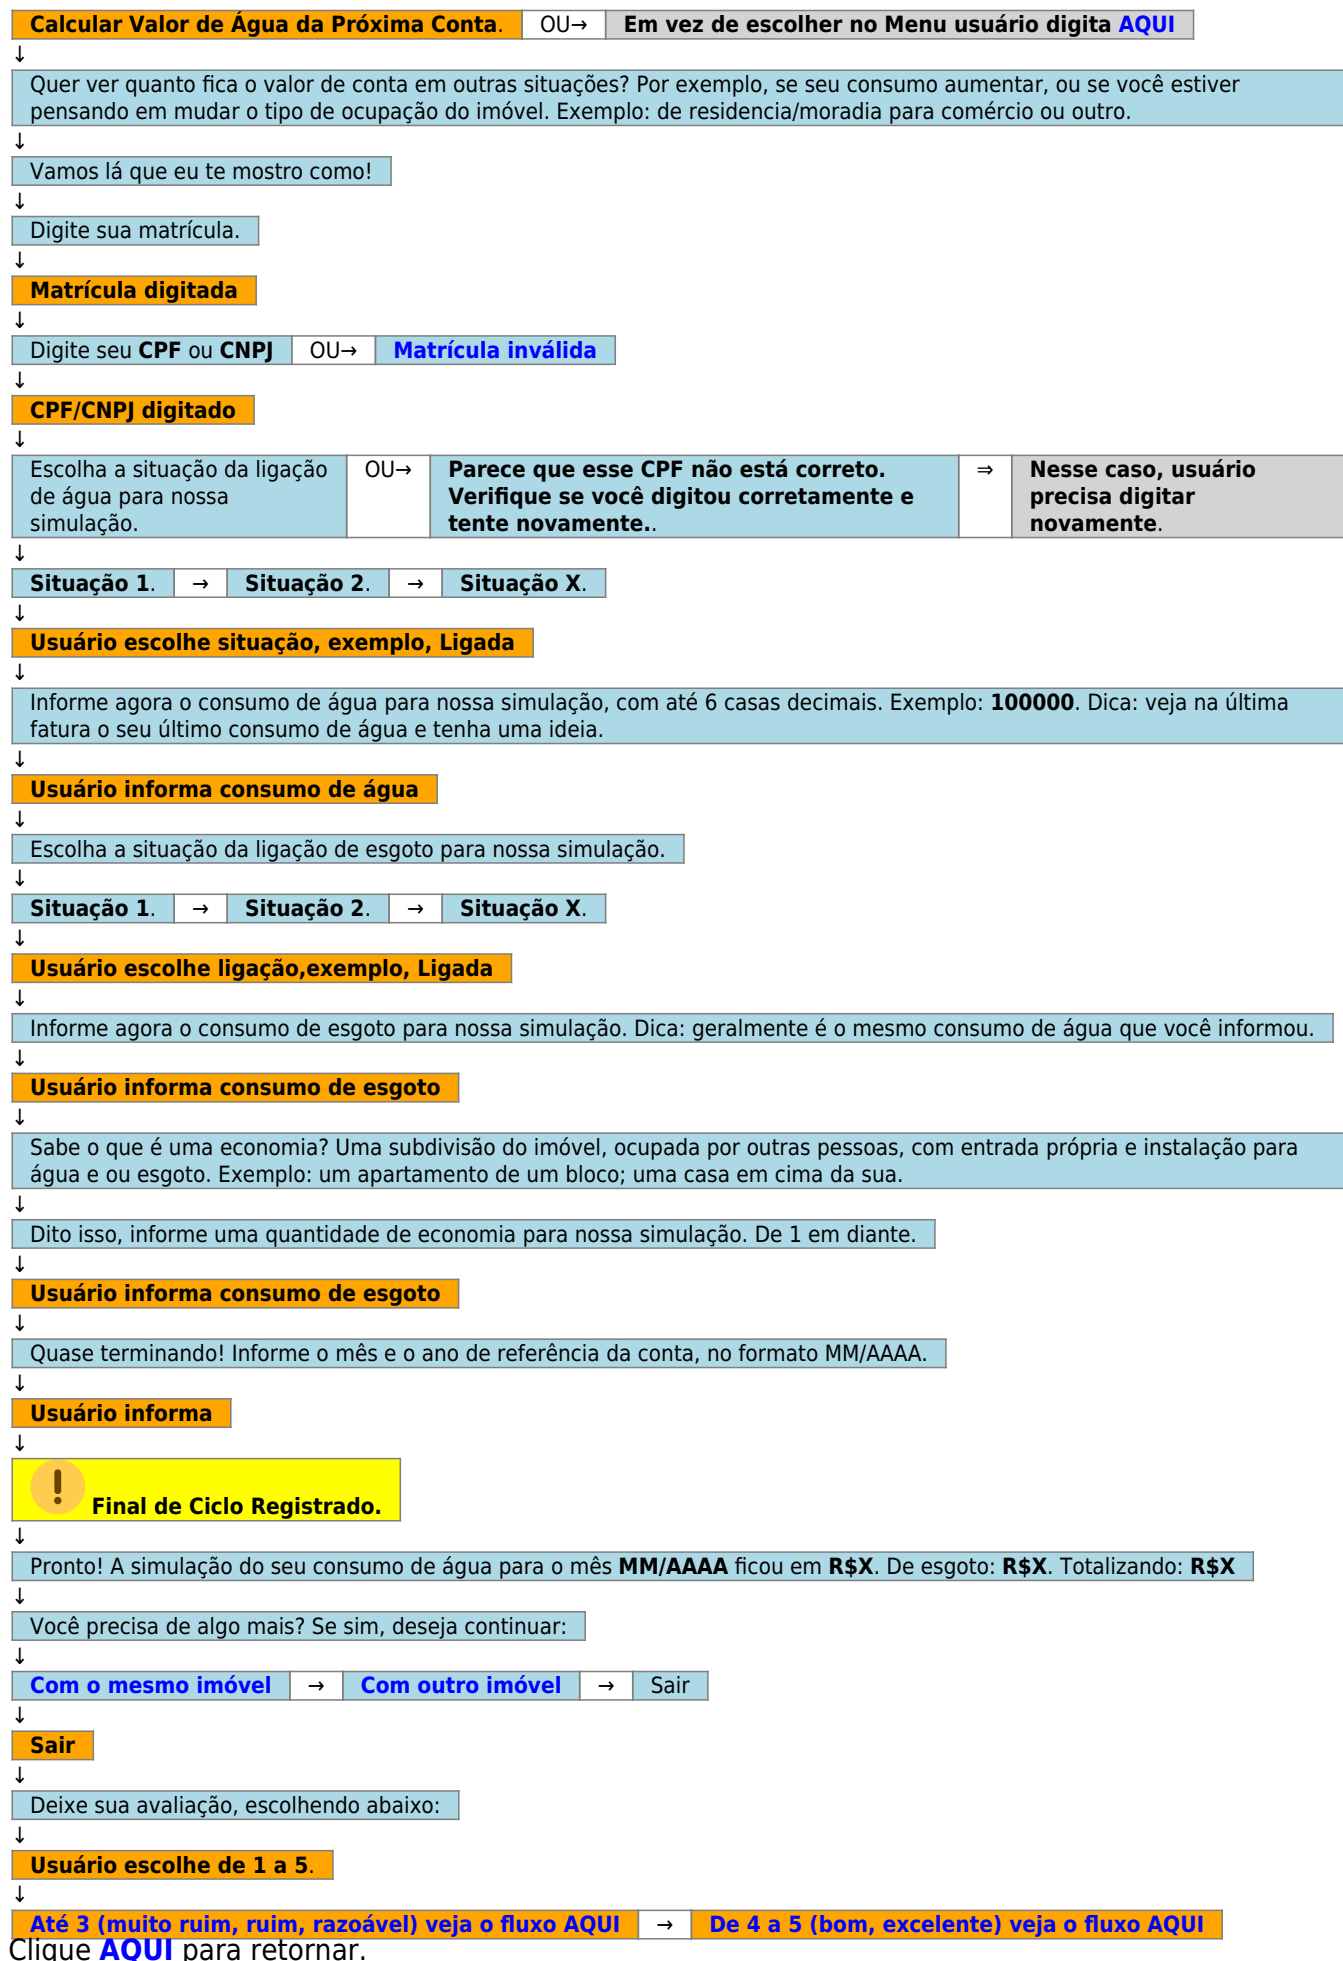 Calcular Valor de Água da Próxima Conta. OU→ Em vez de escolher no Menu usuário digita AQUI
↓
Quer ver quanto fica o valor de conta em outras situações? Por exemplo, se seu consumo aumentar, ou se você estiver
pensando em mudar o tipo de ocupação do imóvel. Exemplo: de residencia/moradia para comércio ou outro.
↓
Vamos lá que eu te mostro como!
↓
Digite sua matrícula.
↓
Matrícula digitada
↓
Digite seu CPF ou CNPJ OU→ Matrícula inválida
↓
CPF/CNPJ digitado
↓
Escolha a situação da ligação
de água para nossa
simulação.
OU→
Parece que esse CPF não está correto.
Verifique se você digitou corretamente e
tente novamente..
⇒
Nesse caso, usuário
precisa digitar
novamente.
↓
Situação 1. → Situação 2. → Situação X.
↓
Usuário escolhe situação, exemplo, Ligada
↓
Informe agora o consumo de água para nossa simulação, com até 6 casas decimais. Exemplo: 100000. Dica: veja na última
fatura o seu último consumo de água e tenha uma ideia.
↓
Usuário informa consumo de água
↓
Escolha a situação da ligação de esgoto para nossa simulação.
↓
Situação 1. → Situação 2. → Situação X.
↓
Usuário escolhe ligação,exemplo, Ligada
↓
Informe agora o consumo de esgoto para nossa simulação. Dica: geralmente é o mesmo consumo de água que você informou.
↓
Usuário informa consumo de esgoto
↓
Sabe o que é uma economia? Uma subdivisão do imóvel, ocupada por outras pessoas, com entrada própria e instalação para
água e ou esgoto. Exemplo: um apartamento de um bloco; uma casa em cima da sua.
↓
Dito isso, informe uma quantidade de economia para nossa simulação. De 1 em diante.
↓
Usuário informa consumo de esgoto
↓
Quase terminando! Informe o mês e o ano de referência da conta, no formato MM/AAAA.
↓
Usuário informa
↓
! Final de Ciclo Registrado.
↓
Pronto! A simulação do seu consumo de água para o mês MM/AAAA ficou em R$X. De esgoto: R$X. Totalizando: R$X
↓
Você precisa de algo mais? Se sim, deseja continuar:
↓
Com o mesmo imóvel → Com outro imóvel → Sair
↓
Sair
↓
Deixe sua avaliação, escolhendo abaixo:
↓
Usuário escolhe de 1 a 5.
↓
Até 3 (muito ruim, ruim, razoável) veja o fluxo AQUI → De 4 a 5 (bom, excelente) veja o fluxo AQUI
Clique AQUI para retornar.